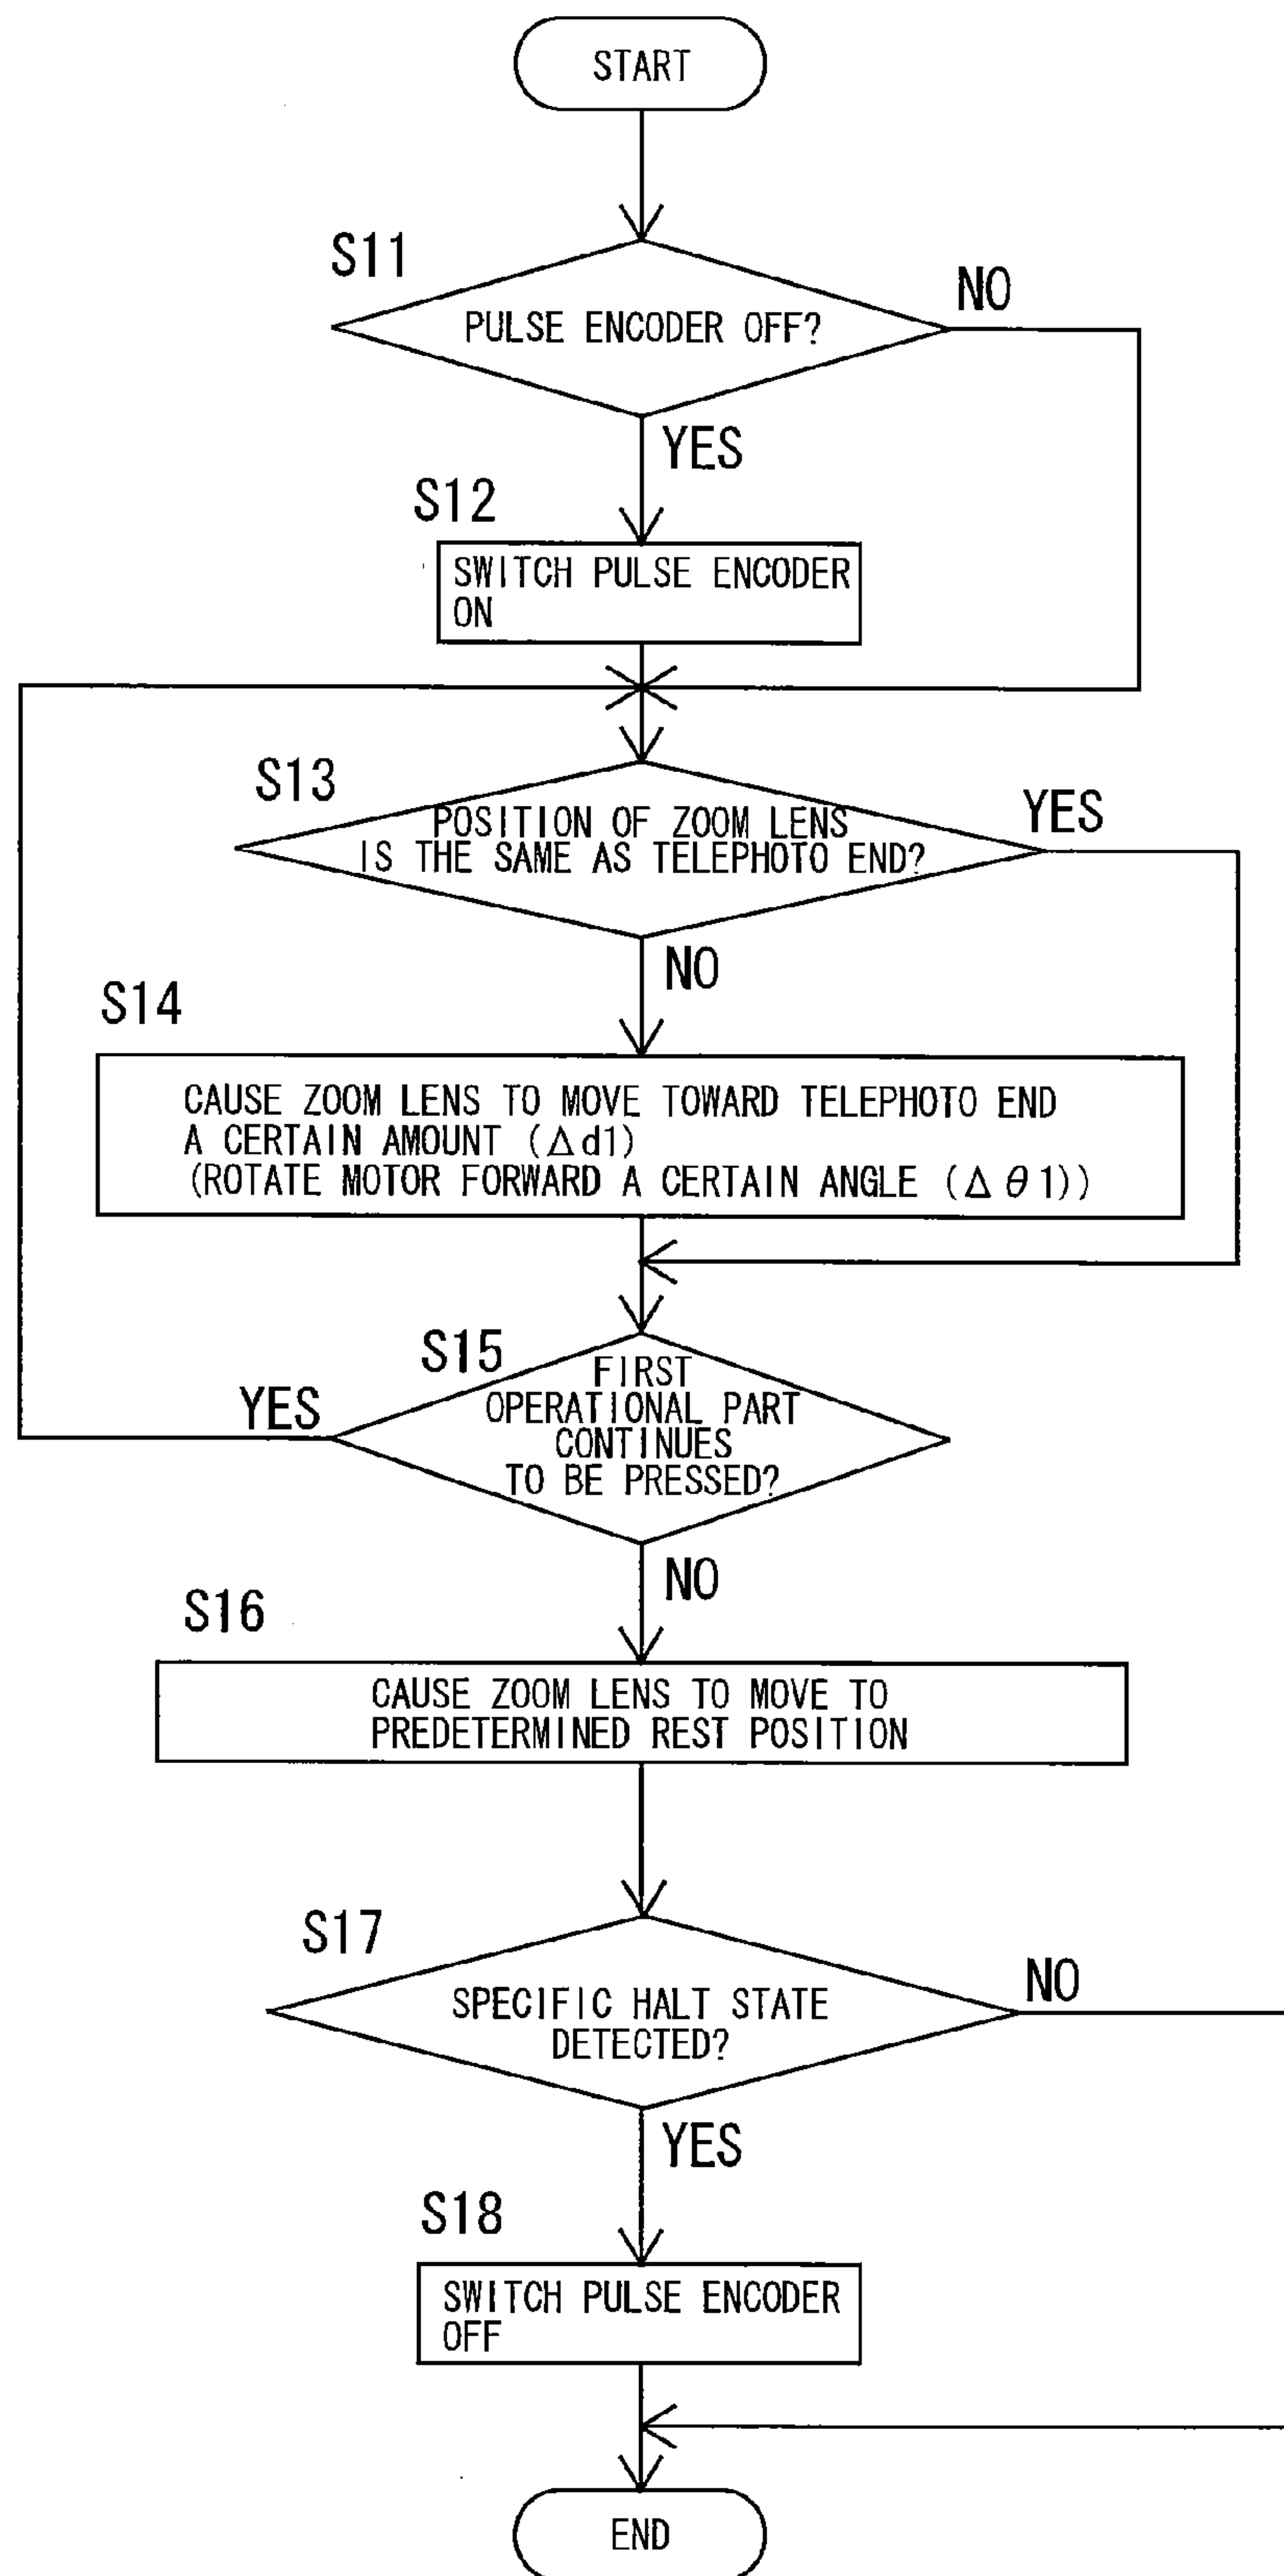 START
S11
NO
PULSE ENCODER OFF?
YES
S12
SWITCH PULSE ENCODER
ON
S13
YES
POSITION OF ZOOM LENS
IS THE SAME AS TELEPHOTO END?
NO
S14
CAUSE ZOOM LENS TO MOVE TOWARD TELEPHOTO END
A CERTAIN AMOUNT (Δd1)
(ROTATE MOTOR FORWARD A CERTAIN ANGLE (Δθ1))
S15
YES
FIRST
OPERATIONAL PART
CONTINUES
TO BE PRESSED?
NO
S16
CAUSE ZOOM LENS TO MOVE TO
PREDETERMINED REST POSITION
S17
NO
SPECIFIC HALT STATE
DETECTED?
YES
S18
SWITCH PULSE ENCODER
OFF
END